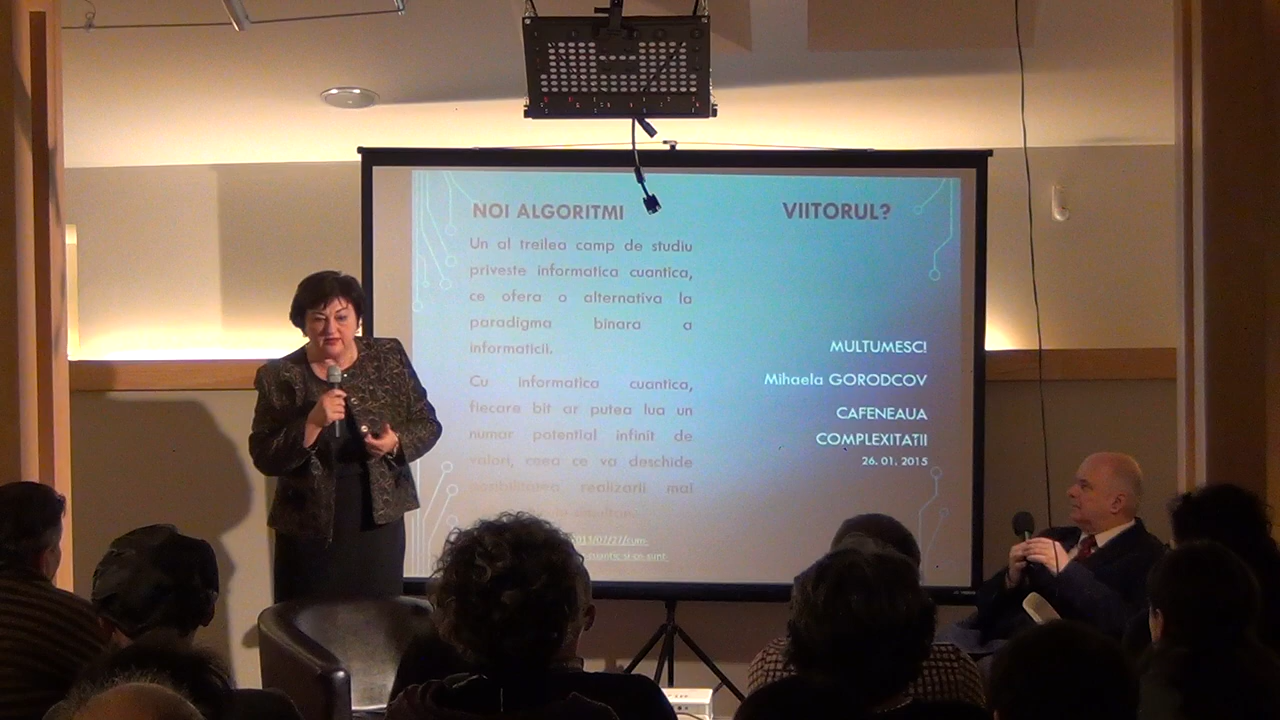 NOI ALGORITMI
Un al treilea camp de studiu
priveste informatica cuantica,
ce ofera o alternativa la
paradigma binara a
informaticii.
Cu informatica cuantica,
fiecare bit ar putea lua un
numar potential infinit de
valori, ceea ce va deschide
realizarii mai
VIITORUL?
MULTUMESC!
Mihaela GORODCOV
CAFENEAUA
COMPLEXITATII
26. 01. 2015